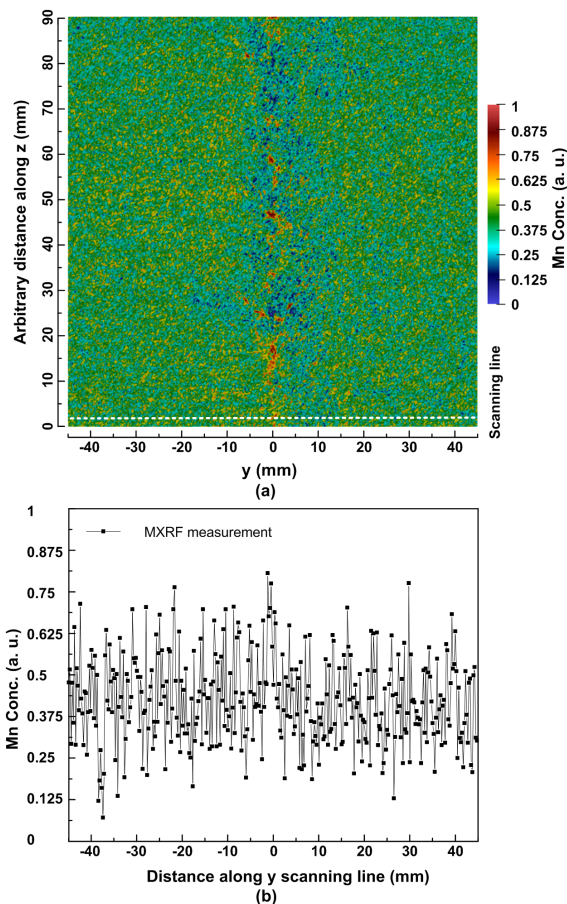 90
80
70
60
50
40
30
20
10
0
Arbitrary distance along z (mm)
-40 -30 -20 -10 0 10 20 30 40
y (mm)
(a)
1
0.875
0.75
0.625
0.5
0.375
0.25
0.125
0
Mn Conc. (a. u.)
Scanning line
1
0.875
0.75
0.625
0.5
0.375
0.25
0.125
0
Mn Conc. (a. u.)
MXRF measurement
-40 -30 -20 -10 0 10 20 30 40
Distance along y scanning line (mm)
(b)